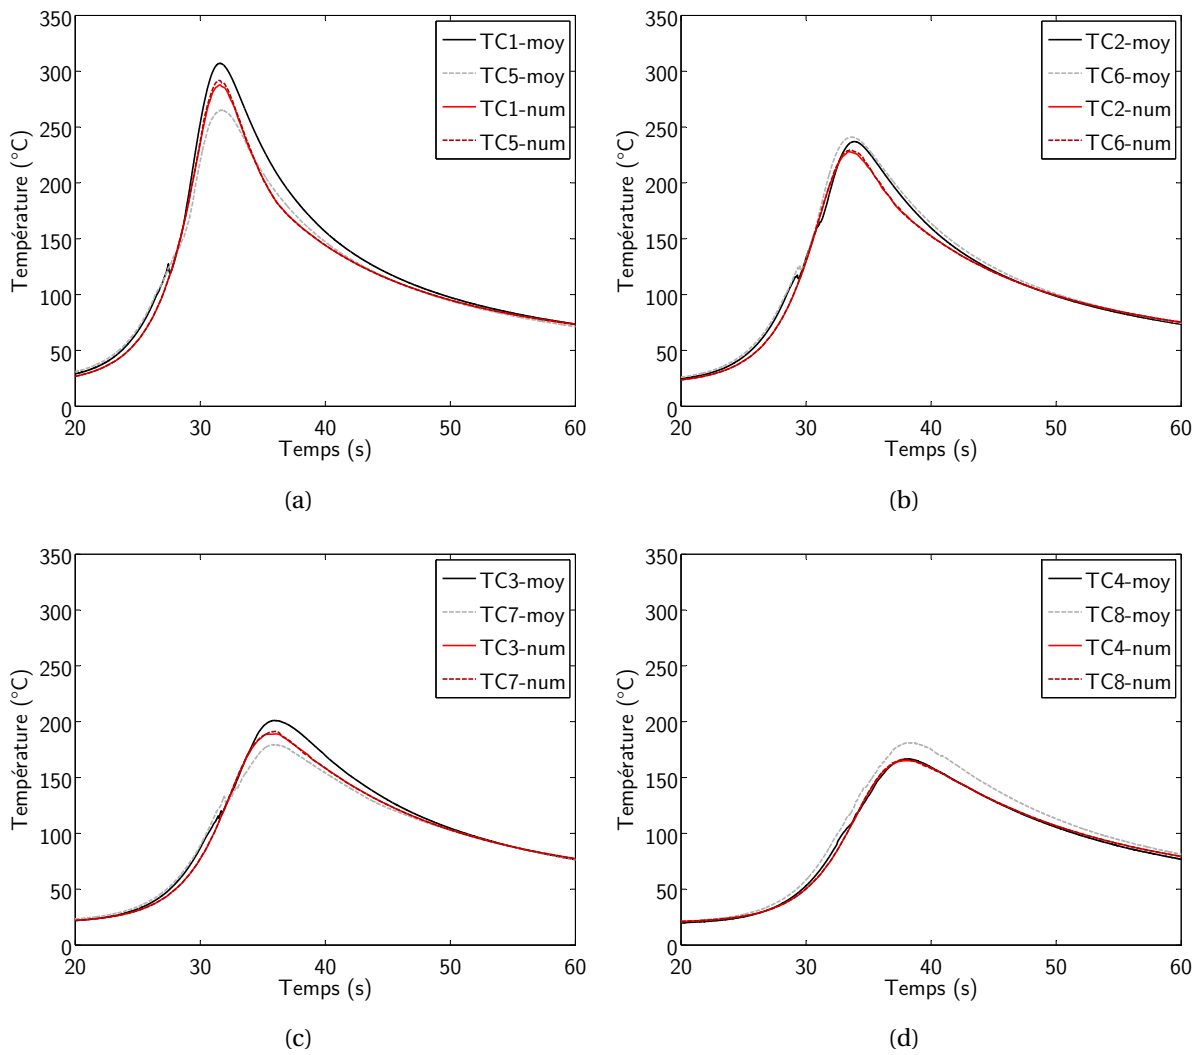 350
300
250
200
150
100
50
0
Température (°C)
20
30
40
50
60
Temps (s)
TC1-moy
TC5-moy
TC1-num
TC5-num
(a)
350
300
250
200
150
100
50
0
Température (°C)
20
30
40
50
60
Temps (s)
TC2-moy
TC6-moy
TC2-num
TC6-num
(b)
350
300
250
200
150
100
50
0
Température (°C)
20
30
40
50
60
Temps (s)
TC3-moy
TC7-moy
TC3-num
TC7-num
(c)
350
300
250
200
150
100
50
0
Température (°C)
20
30
40
50
60
Temps (s)
TC4-moy
TC8-moy
TC4-num
TC8-num
(d)